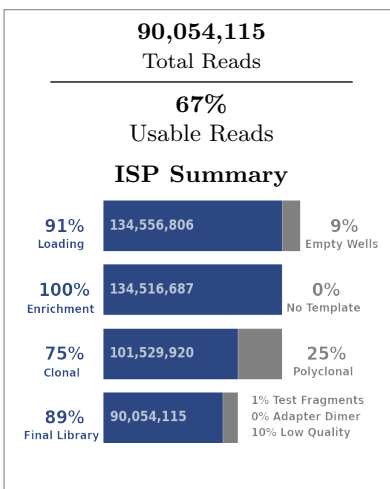 90,054,115
Total Reads
67%
Usable Reads
ISP Summary
91% 134,556,806 9%
Loading Empty Wells
100% 134,516,687 0%
Enrichment No Template
75% 101,529,920 25%
Clonal Polyclonal
89% 90,054,115 1% Test Fragments
0% Adapter Dimer
Final Library 10% Low Quality